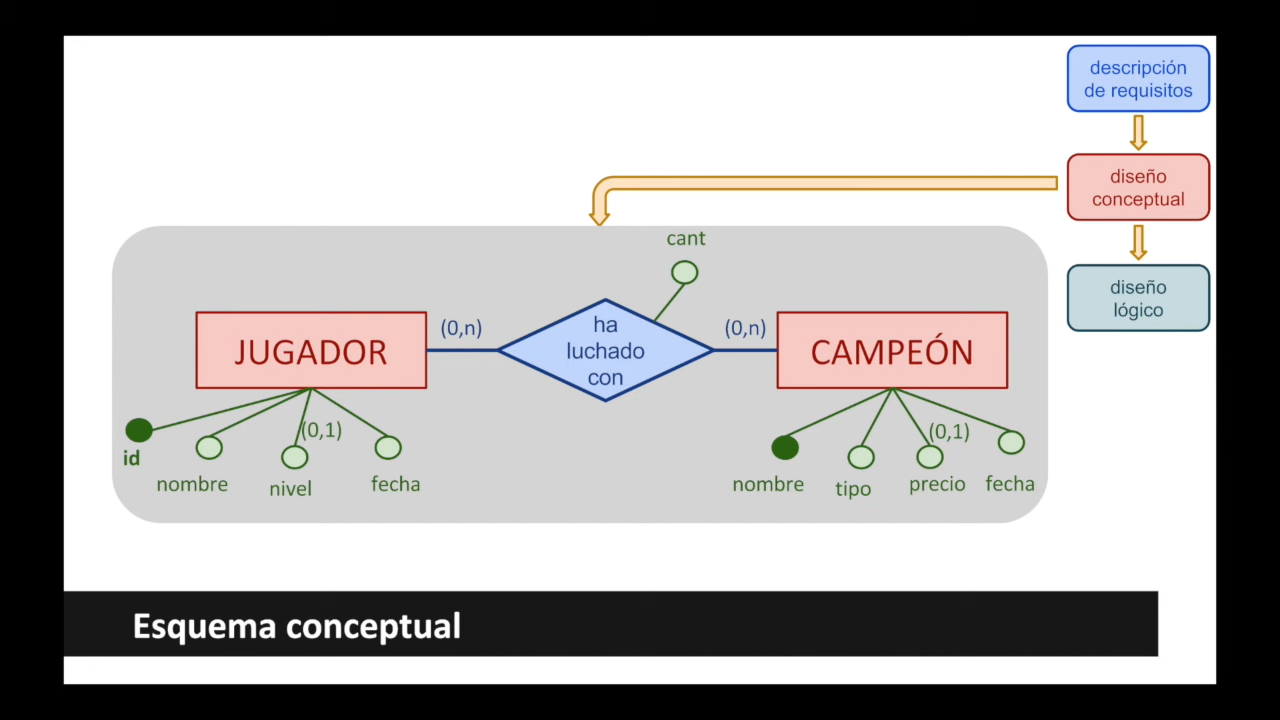 descripción
de requisitos
diseño
conceptual
diseño
lógico
cant
JUGADOR
(0,n)
ha
luchado
con
(0,n)
CAMPEÓN
id
nombre
(0,1)
nivel
fecha
nombre
tipo
(0,1)
precio
fecha
Esquema conceptual